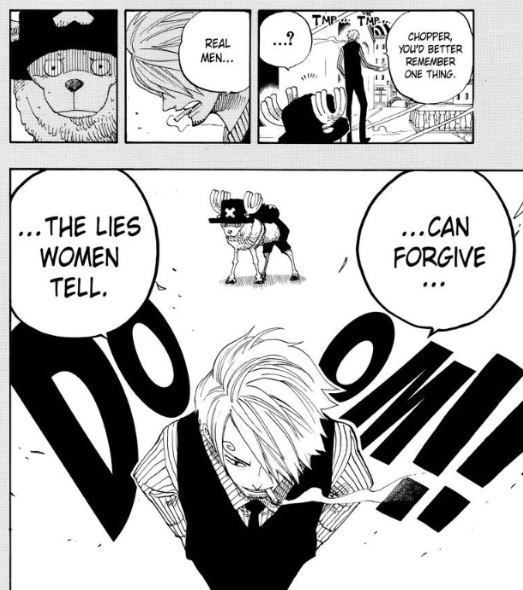 TMP...
TMP...
CHOPPER,
YOU'D BETTER
REMEMBER
ONE THING.
...?
REAL
MEN...
...CAN
FORGIVE
...
...THE LIES
WOMEN
TELL.
DOOM!!